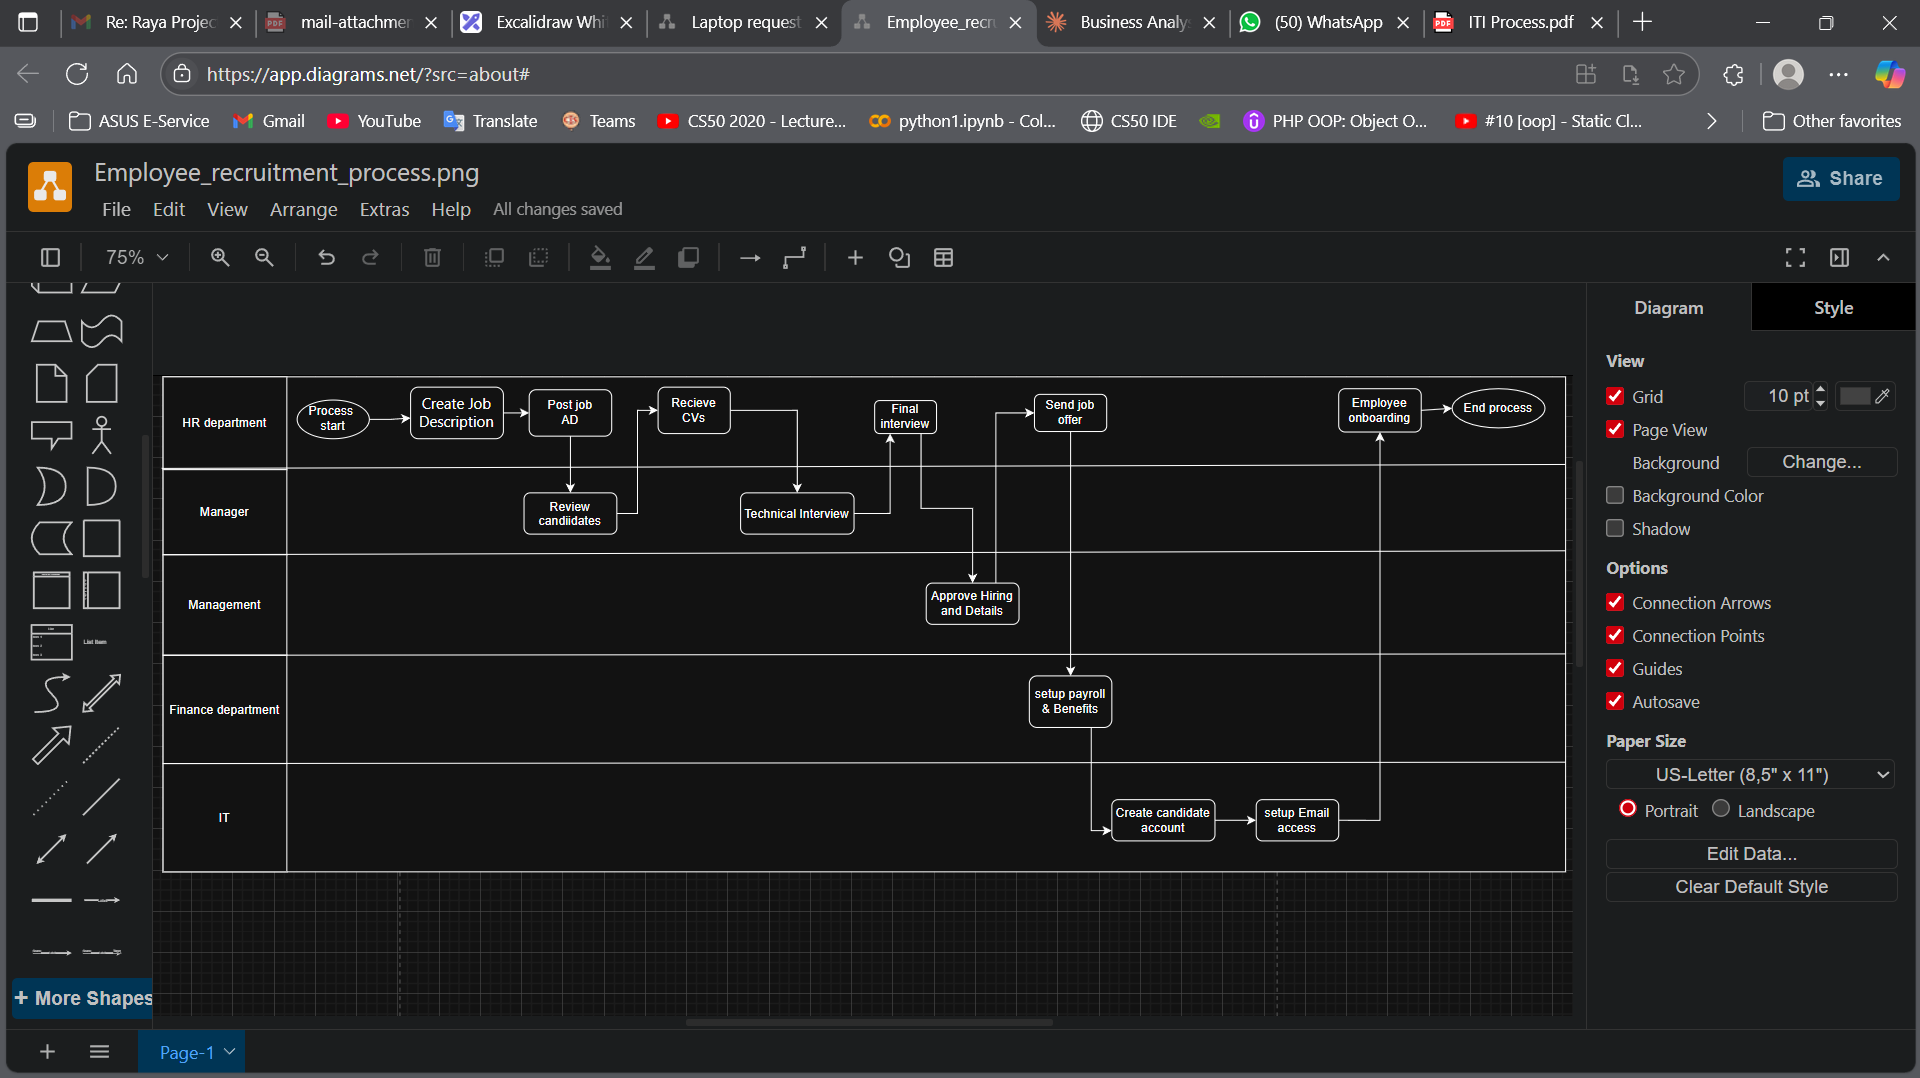 Re: Raya Projec
mail-attachmen
Excalidraw Whi
Laptop request
Employee_recr
Business Analy
(50) WhatsApp
ITI Process.pdf
https://app.diagrams.net/?src=about#
ASUS E-Service
Gmail
YouTube
Translate
Teams
CS50 2020 - Lecture...
python1.ipynb - Col...
CS50 IDE
PHP OOP: Object O...
#10 [oop] - Static Cl...
Other favorites
Employee_recruitment_process.png
File Edit View Arrange Extras Help All changes saved
Share
75%
Diagram
Style
HR department
Process
start
Create Job
Description
Post job
AD
Recieve
CVs
Final
interview
Send job
offer
Employee
onboarding
End process
Manager
Review
candiidates
Technical Interview
Management
Approve Hiring
and Details
Finance department
setup payroll
& Benefits
IT
Create candidate
account
setup Email
access
List Item
+ More Shapes
Page-1
View
Grid
10 pt
Page View
Background
Change...
Background Color
Shadow
Options
Connection Arrows
Connection Points
Guides
Autosave
Paper Size
US-Letter (8,5" x 11")
Portrait
Landscape
Edit Data...
Clear Default Style